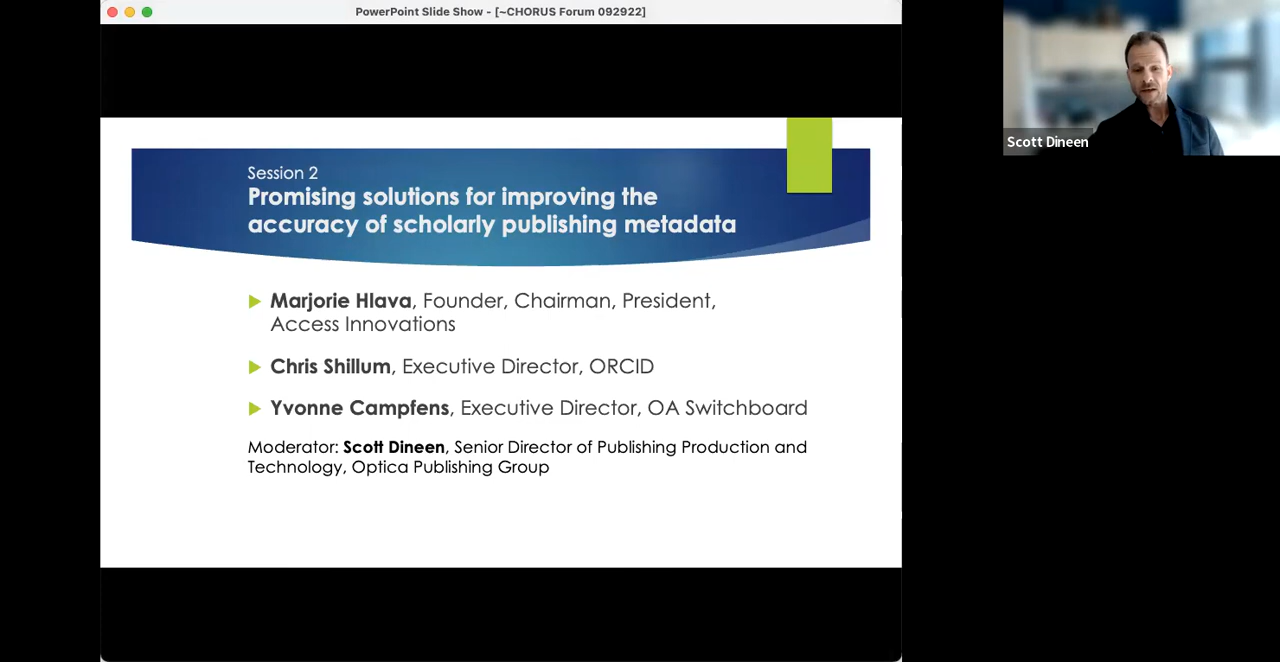 PowerPoint Slide Show - [~CHORUS Forum 092922]
Session 2
Promising solutions for improving the
accuracy of scholarly publishing metadata
Marjorie Hlava, Founder, Chairman, President,
Access Innovations
Chris Shillum, Executive Director, ORCID
Yvonne Campfens, Executive Director, OA Switchboard
Moderator: Scott Dineen, Senior Director of Publishing Production and
Technology, Optica Publishing Group
Scott Dineen